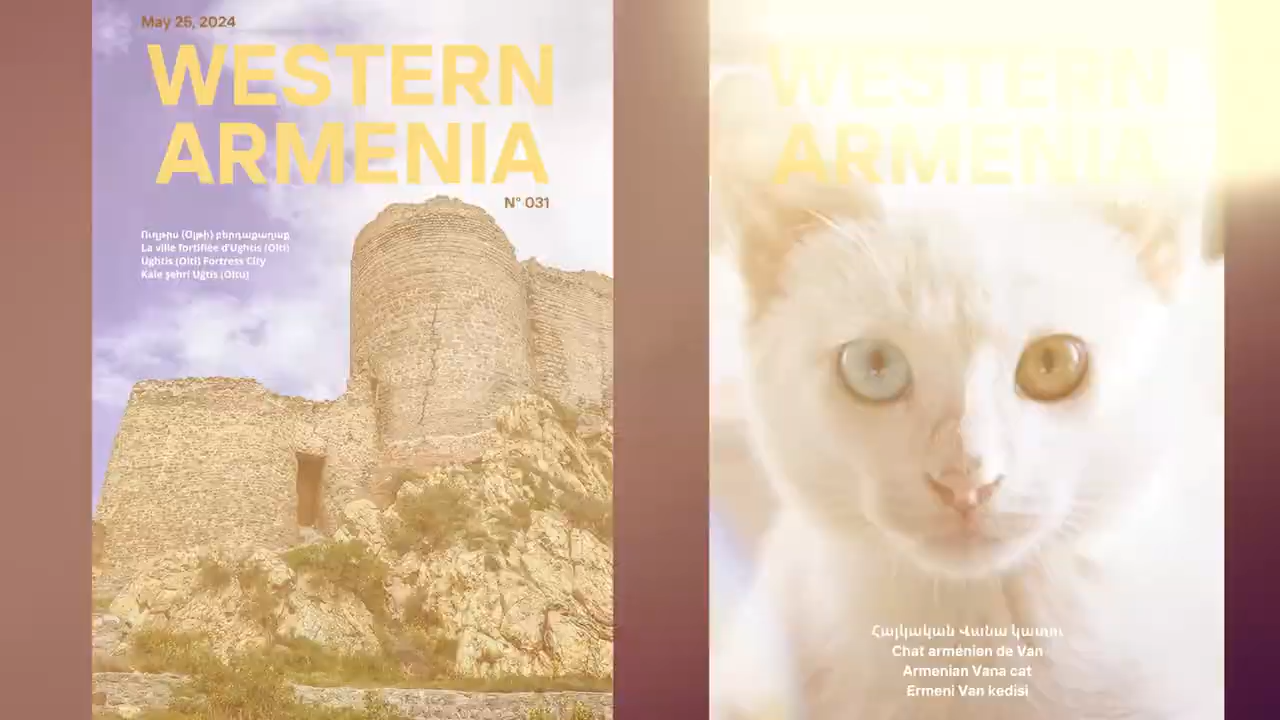 May 25, 2024
WESTERN
ARMENIA
N° 031
Ուղթիս (Օլթի) բերդաքաղաք
La ville fortifiée d'Ughtis (Olti)
Ughtis (Olti) Fortress City
Kale şehri Uğtis (Oltu)
WESTERN
ARMENIA
Հայկական Վանա կատու
Chat arménien de Van
Armenian Vana cat
Ermeni Van kedisi